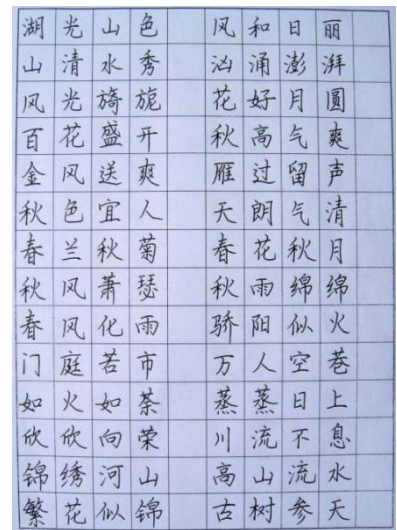 湖光山色 风和日丽
山清水秀 汹涌澎湃
风光旖旎 花好月圆
百花盛开 秋高气爽
金风送爽 雁过留声
秋色宜人 天朗气清
春兰秋菊 春花秋月
秋风萧瑟 秋雨绵绵
春风化雨 骄阳似火
门庭若市 万人空巷
如火如荼 蒸蒸日上
欣欣向荣 川流不息
锦绣河山 高山流水
繁花似锦 古树参天